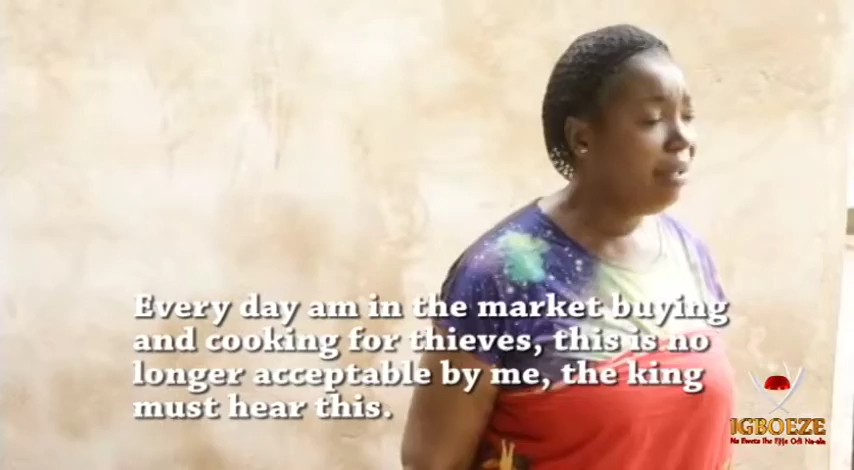 Every day am in the market buying
and cooking for thieves, this is no
longer acceptable by me, the king
must hear this.
IGBOEZE